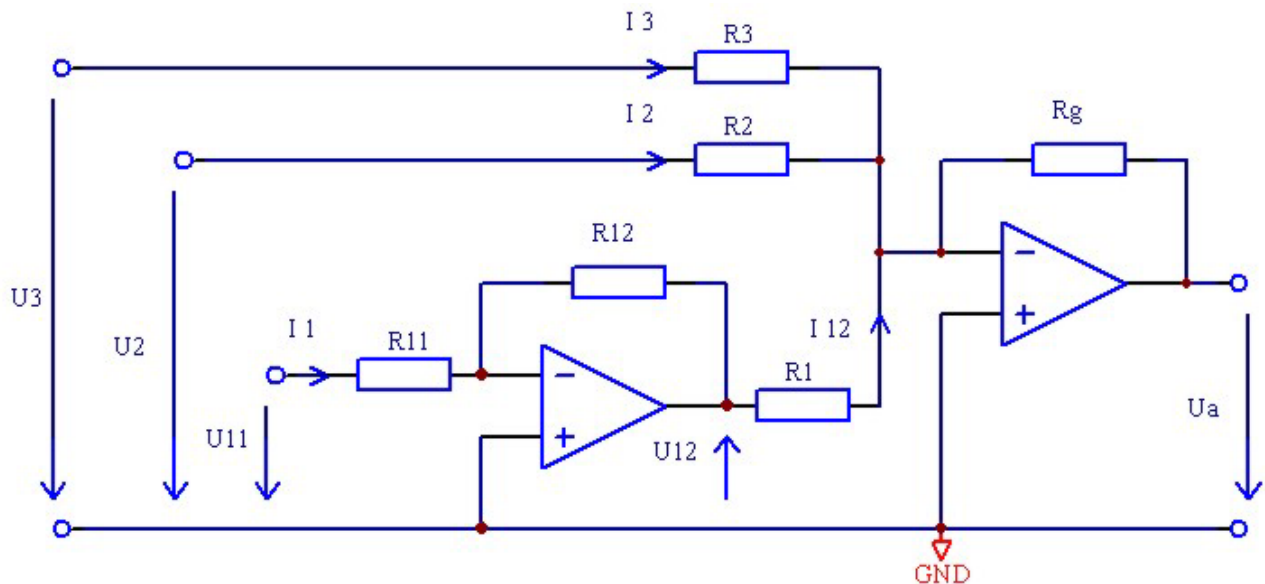 I 3
R3
I 2
R2
Rg
R12
U3
U2
I 1
R11
I 12
R1
U11
U12
Ua
−
+
−
+
GND